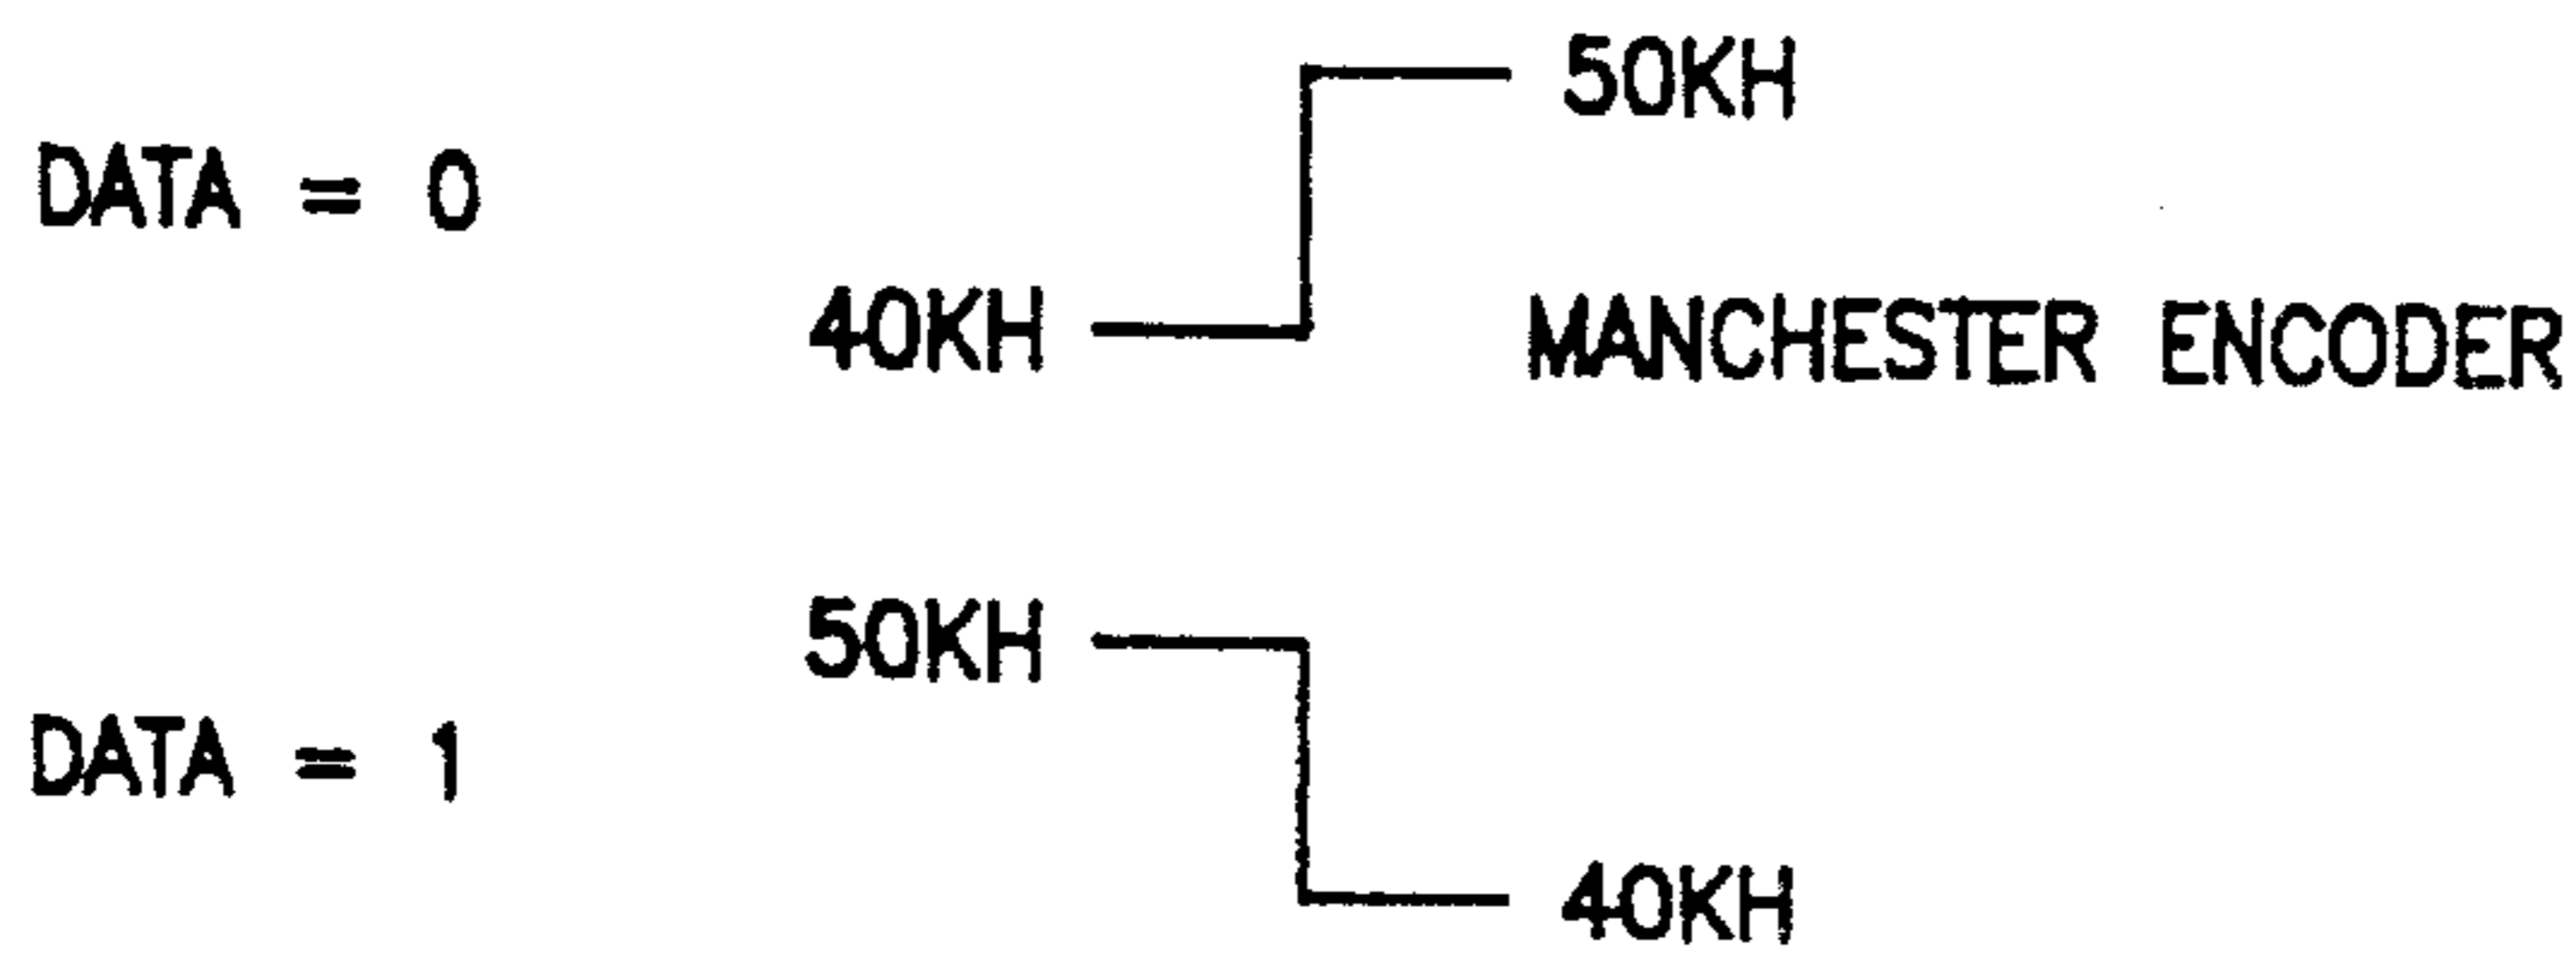 50KH
DATA = 0
40KH
MANCHESTER ENCODER
50KH
DATA = 1
40KH